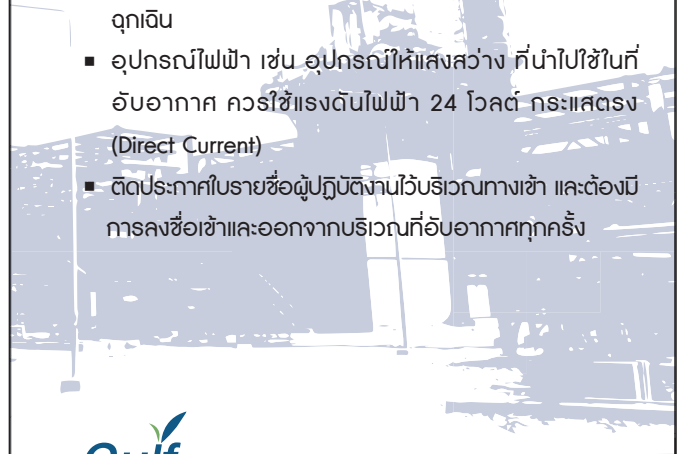 ฉุกเฉิน
▪ อุปกรณ์ไฟฟ้า เช่น อุปกรณ์ให้แสงสว่าง ที่นำไปใช้ในที่
อับอากาศ ควรใช้แรงดันไฟฟ้า 24 โวลต์ กระแสตรง
(Direct Current)
▪ ติดประกาศใบรายชื่อผู้ปฏิบัติงานไว้บริเวณทางเข้า และต้องมี
การลงชื่อเข้าและออกจากบริเวณที่อับอากาศทุกครั้ง
Gulf